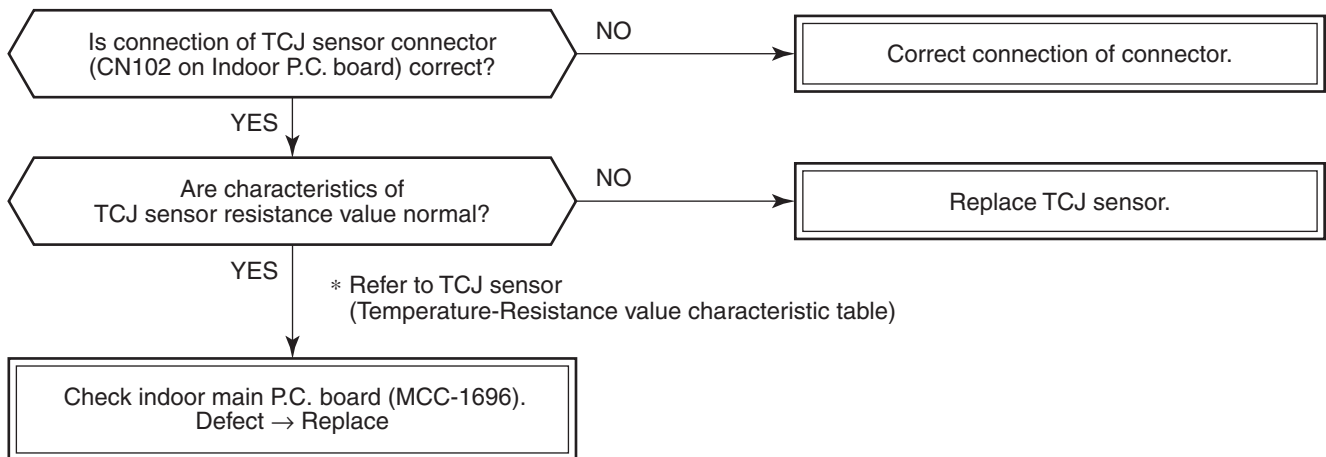 Is connection of TCJ sensor connector
(CN102 on Indoor P.C. board) correct?
NO
Correct connection of connector.
YES
Are characteristics of
TCJ sensor resistance value normal?
NO
Replace TCJ sensor.
YES
* Refer to TCJ sensor
(Temperature-Resistance value characteristic table)
Check indoor main P.C. board (MCC-1696).
Defect → Replace